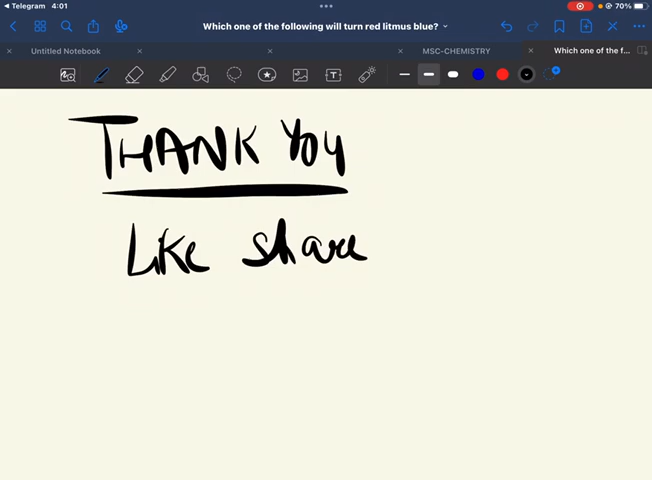 Telegram 4:01 70%
Which one of the following will turn red litmus blue?
Untitled Notebook MSC-CHEMISTRY Which one of the f...
T
THANK YOU
Like share